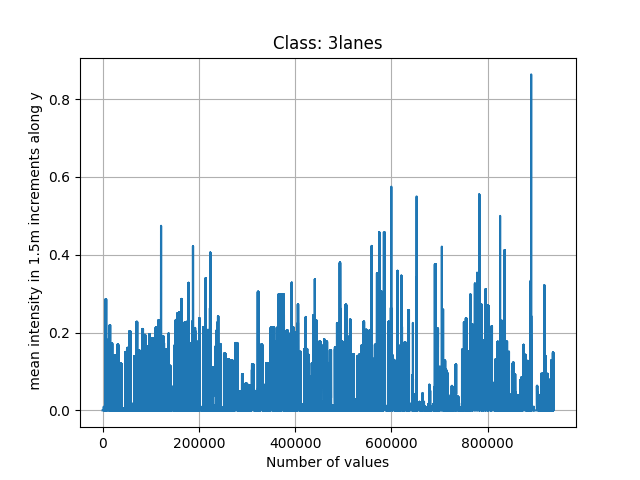 Class: 3lanes
mean intensity in 1.5m increments along y
0.8
0.6
0.4
0.2
0.0
0 200000 400000 600000 800000
Number of values